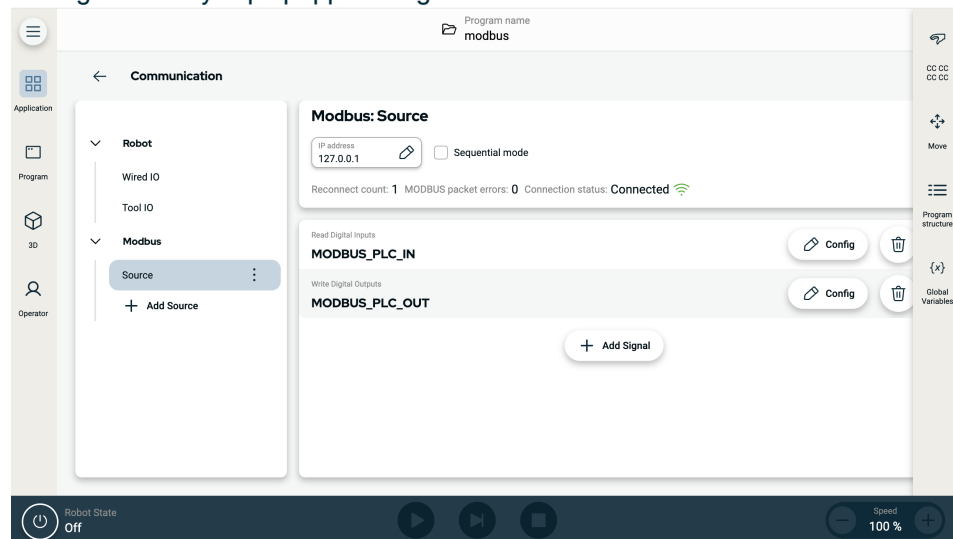 Program name
modbus
Application
Program
3D
Operator
Communication
Robot
Wired IO
Tool IO
Modbus
Source
Add Source
Modbus: Source
IP address
127.0.0.1
Sequential mode
Reconnect count: 1 MODBUS packet errors: 0 Connection status: Connected
Read Digital Inputs
MODBUS_PLC_IN
Config
Write Digital Outputs
MODBUS_PLC_OUT
Config
Add Signal
CC CC
CC CC
Move
Program
structure
{x}
Global
Variables
Robot State
Off
Speed
100 %